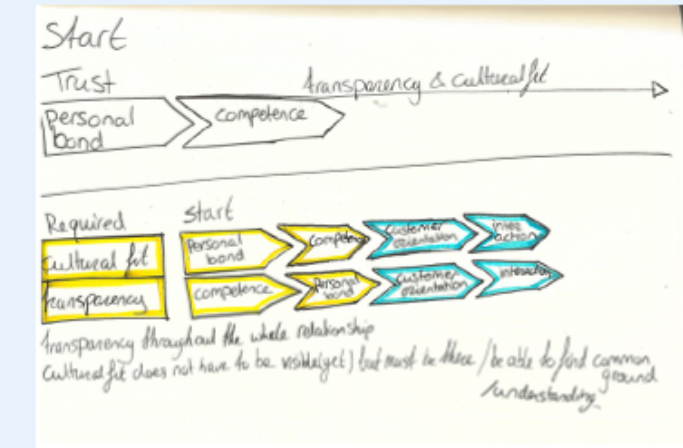 Start
Trust
transparency & cultural fit
personal bond
competence
Required
start
Cultural fit
Personal bond
Competence
Customer orientation
inter action
transparency
competence
Personal bond
Customer orientation
interaction
transparency throughout the whole relationship
Cultural fit does not have to be visible(yet) but must be there / be able to find common ground
/understanding